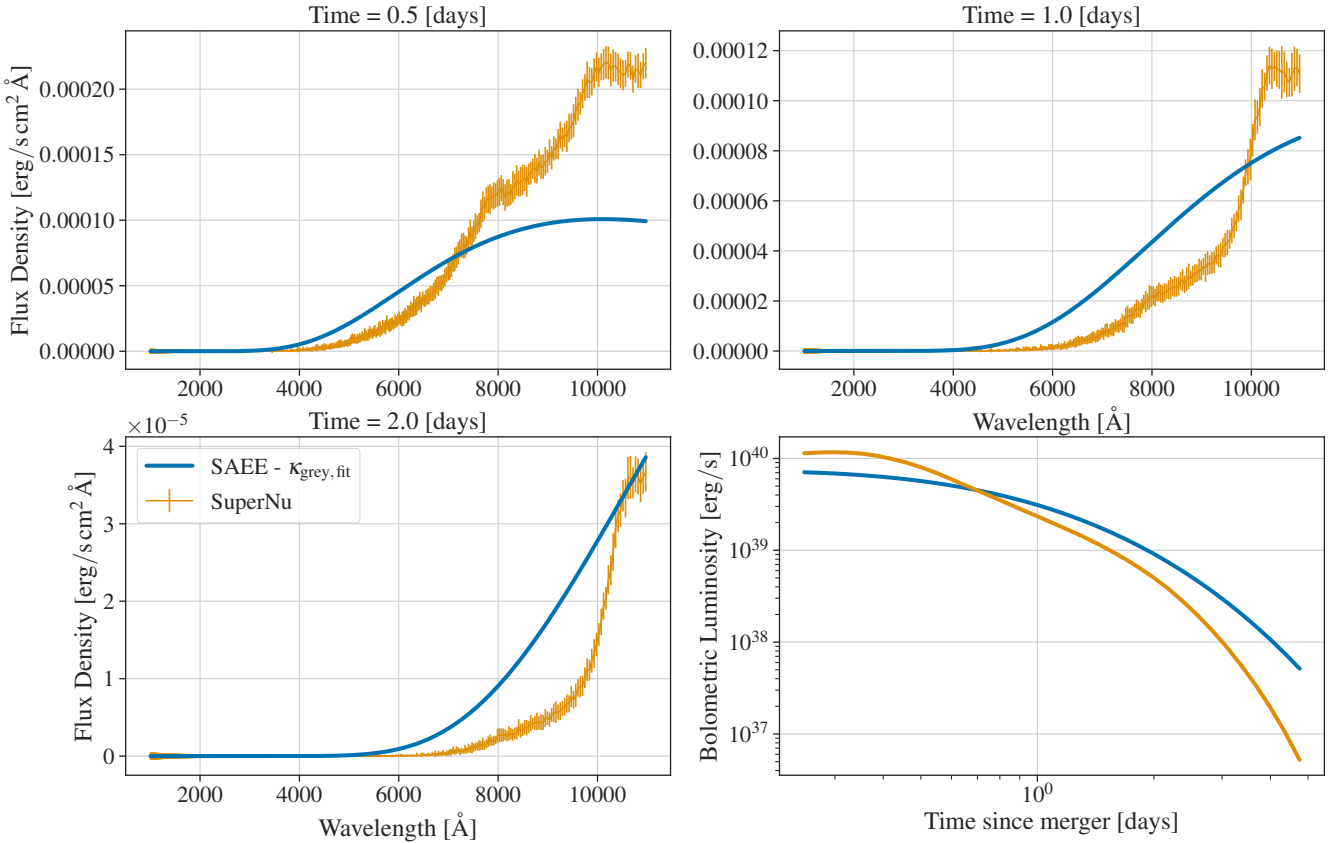 Time = 0.5 [days]
Flux Density [erg/s cm² Å]
0.00020
0.00015
0.00010
0.00005
0.00000
2000 4000 6000 8000 10000
Time = 1.0 [days]
0.00012
0.00010
0.00008
0.00006
0.00004
0.00002
0.00000
2000 4000 6000 8000 10000
Wavelength [Å]
Time = 2.0 [days]
×10⁻⁵
Flux Density [erg/s cm² Å]
4
3
2
1
0
SAEE - κgrey, fit
SuperNu
2000 4000 6000 8000 10000
Wavelength [Å]
Bolometric Luminosity [erg/s]
10⁴⁰
10³⁹
10³⁸
10³⁷
10⁰
Time since merger [days]